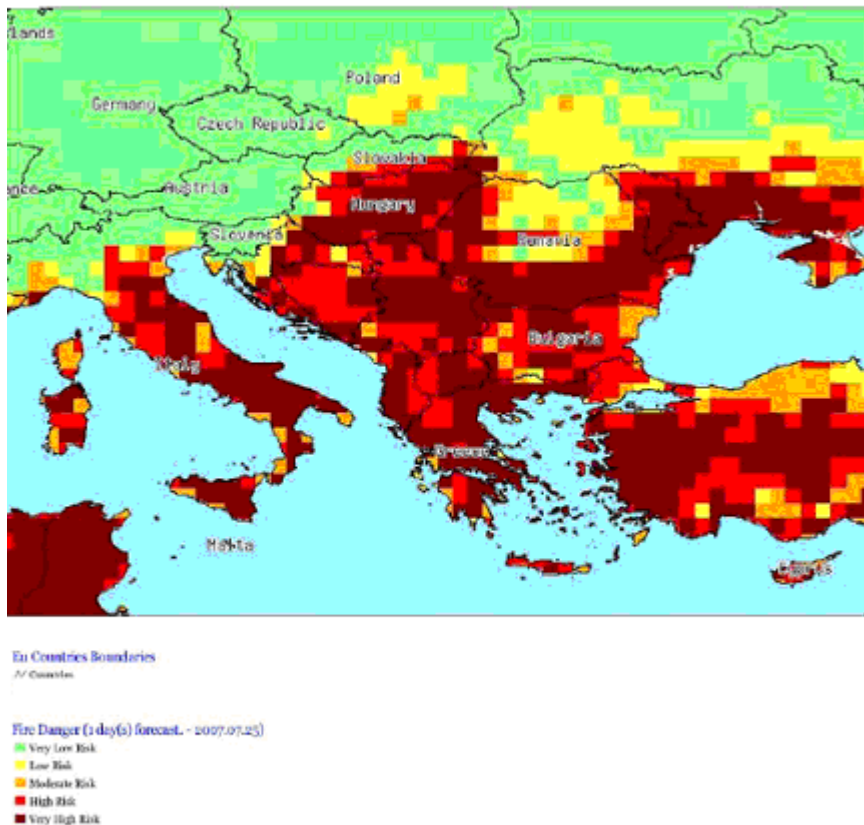 lands
Poland
Germany
Czech Republic
Slovakia
ance
Austria
Hungary
Slovenia
Romania
Bulgaria
Italy
Greece
Malta
Cyprus
Eu Countries Boundaries
/\/ Countries
Fire Danger (1 day(s) forecast. - 2007.07.25)
Very Low Risk
Low Risk
Moderate Risk
High Risk
Very High Risk